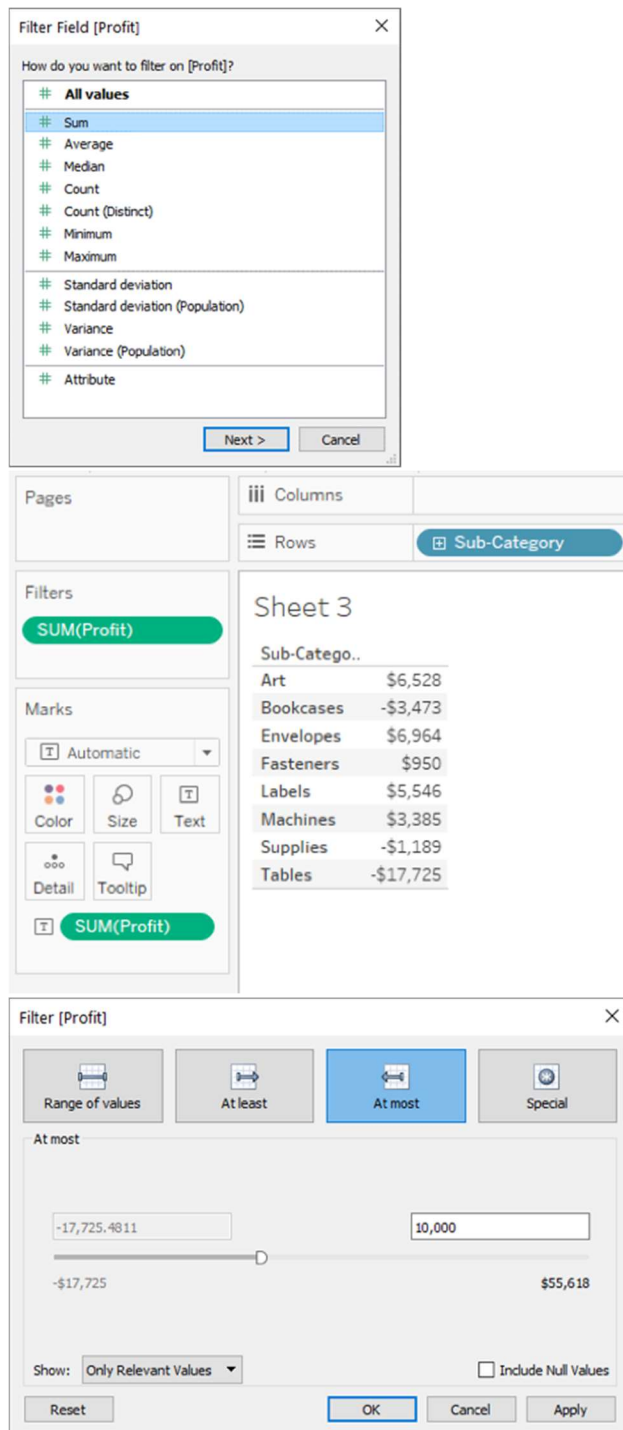 Filter Field [Profit]
How do you want to filter on [Profit]?
All values
Sum
Average
Median
Count
Count (Distinct)
Minimum
Maximum
Standard deviation
Standard deviation (Population)
Variance
Variance (Population)
Attribute
Next >
Cancel
Pages
Columns
Rows
Sub-Category
Filters
SUM(Profit)
Sheet 3
Sub-Catego..
Art $6,528
Bookcases -$3,473
Envelopes $6,964
Fasteners $950
Labels $5,546
Machines $3,385
Supplies -$1,189
Tables -$17,725
Marks
T Automatic
T
Color Size Text
Detail Tooltip
T SUM(Profit)
Filter [Profit]
Range of values
At least
At most
Special
At most
-17,725.4811 10,000
-$17,725 $55,618
Show: Only Relevant Values
Include Null Values
Reset
OK
Cancel
Apply